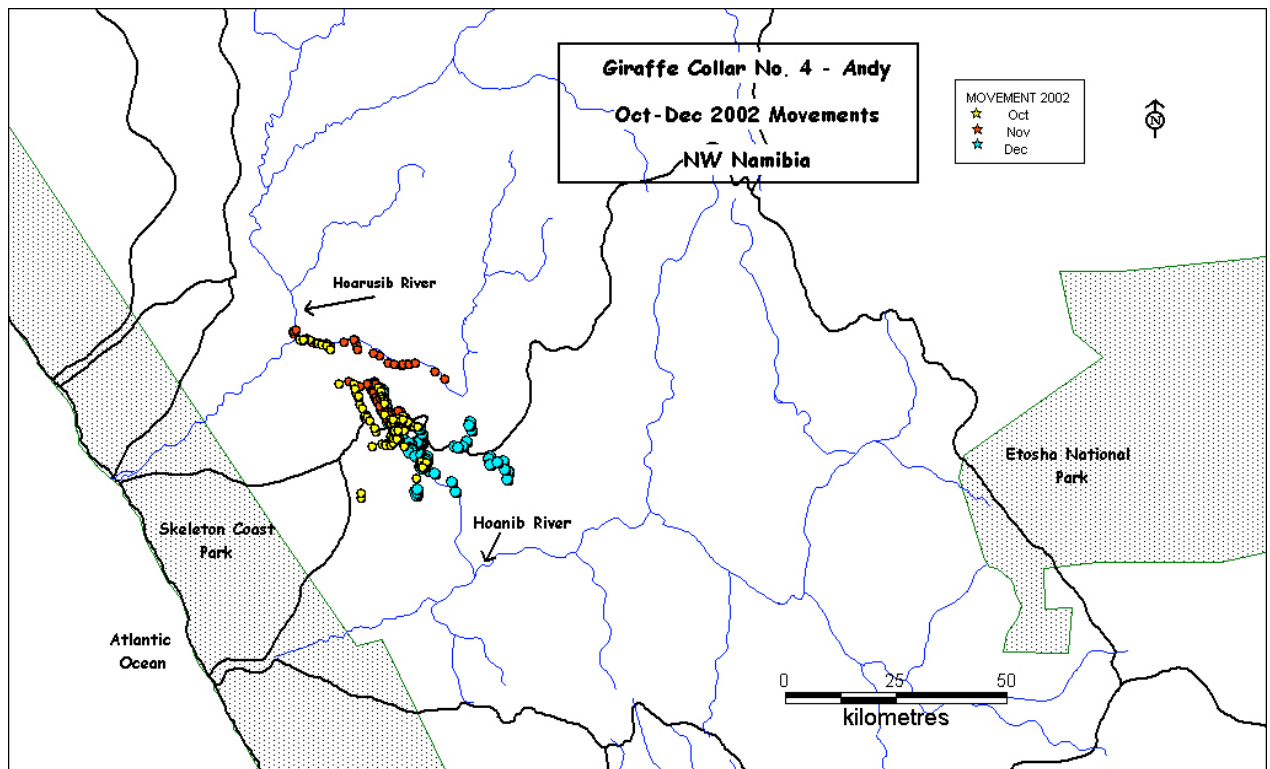 Giraffe Collar No. 4 - Andy
Oct-Dec 2002 Movements
NW Namibia
MOVEMENT 2002
Oct
Nov
Dec
N
Hoarusib River
Etosha National
Park
Hoanib River
Skeleton Coast
Park
Atlantic
Ocean
0 25 50
kilometres